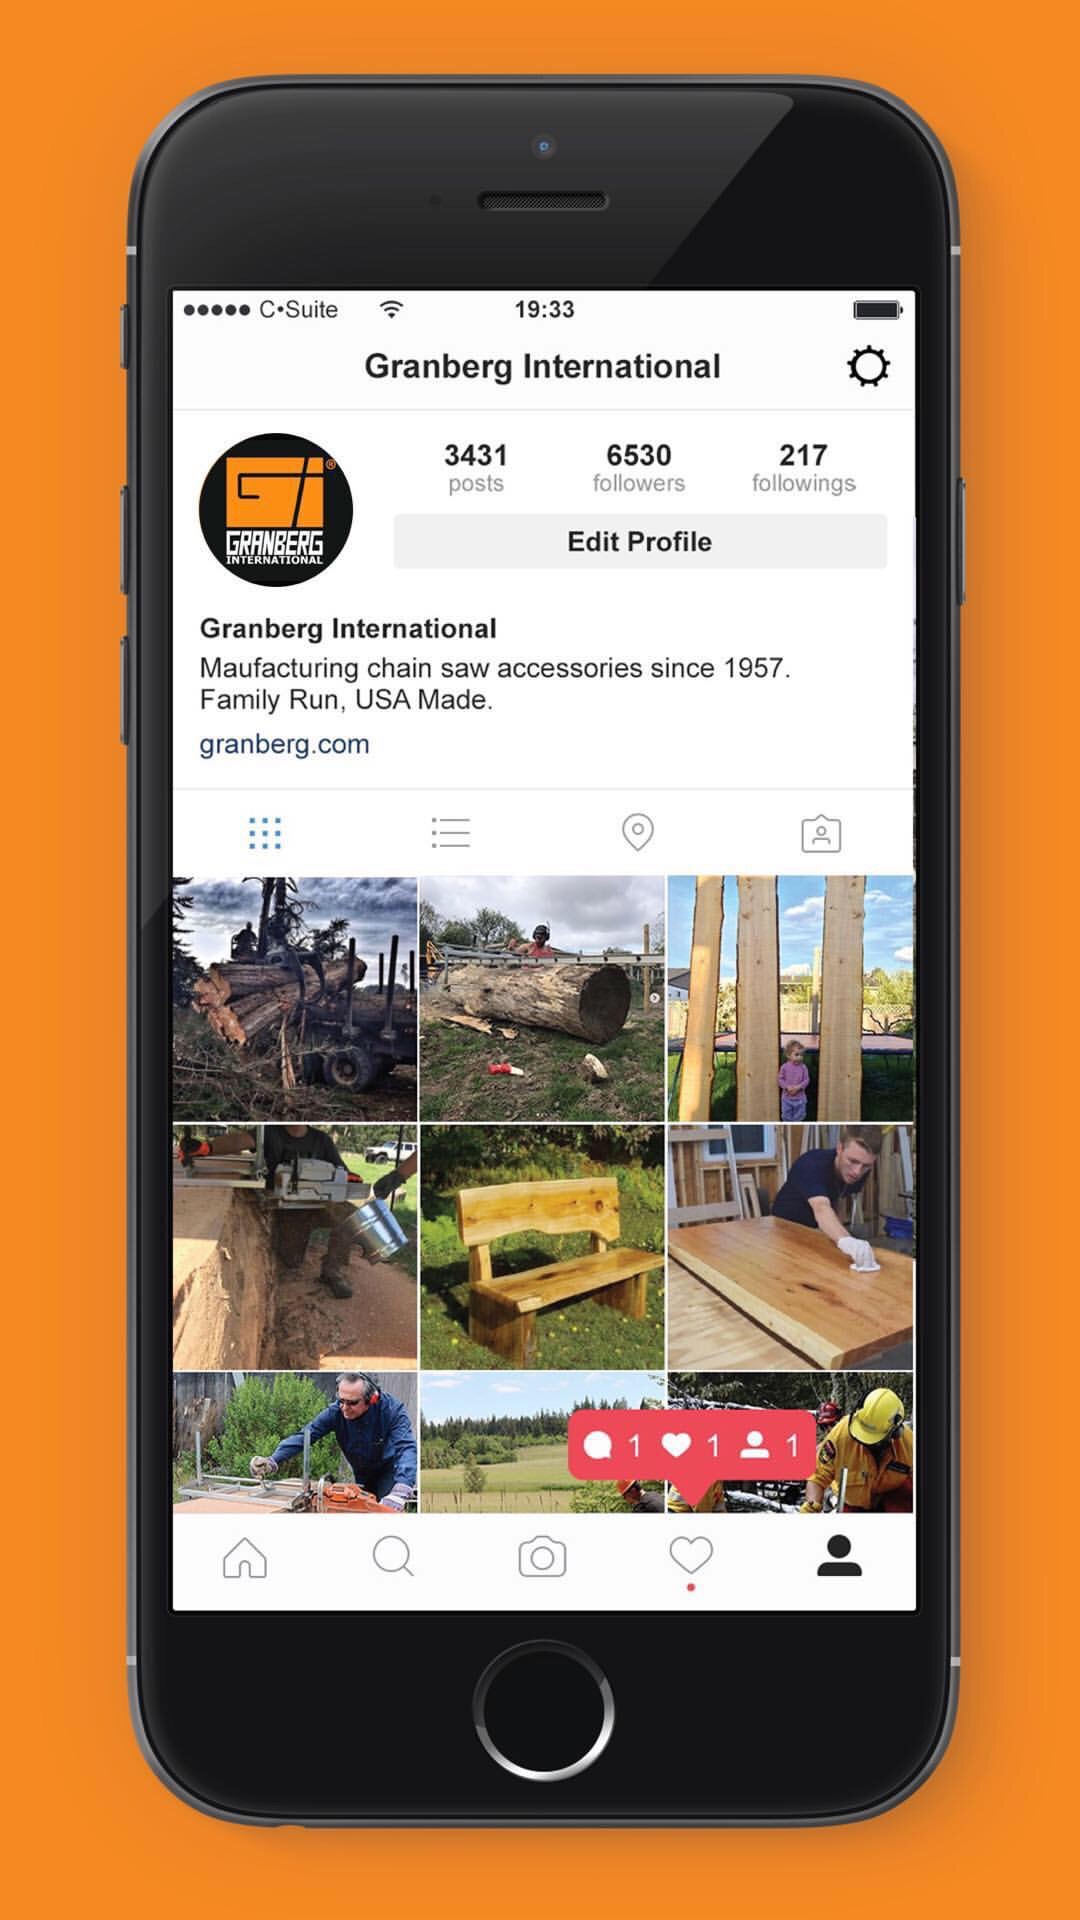 C•Suite
19:33
Granberg International
3431
6530
217
posts
followers
followings
Edit Profile
GI®
GRANBERG
INTERNATIONAL
Granberg International
Maufacturing chain saw accessories since 1957.
Family Run, USA Made.
granberg.com
1 1 1